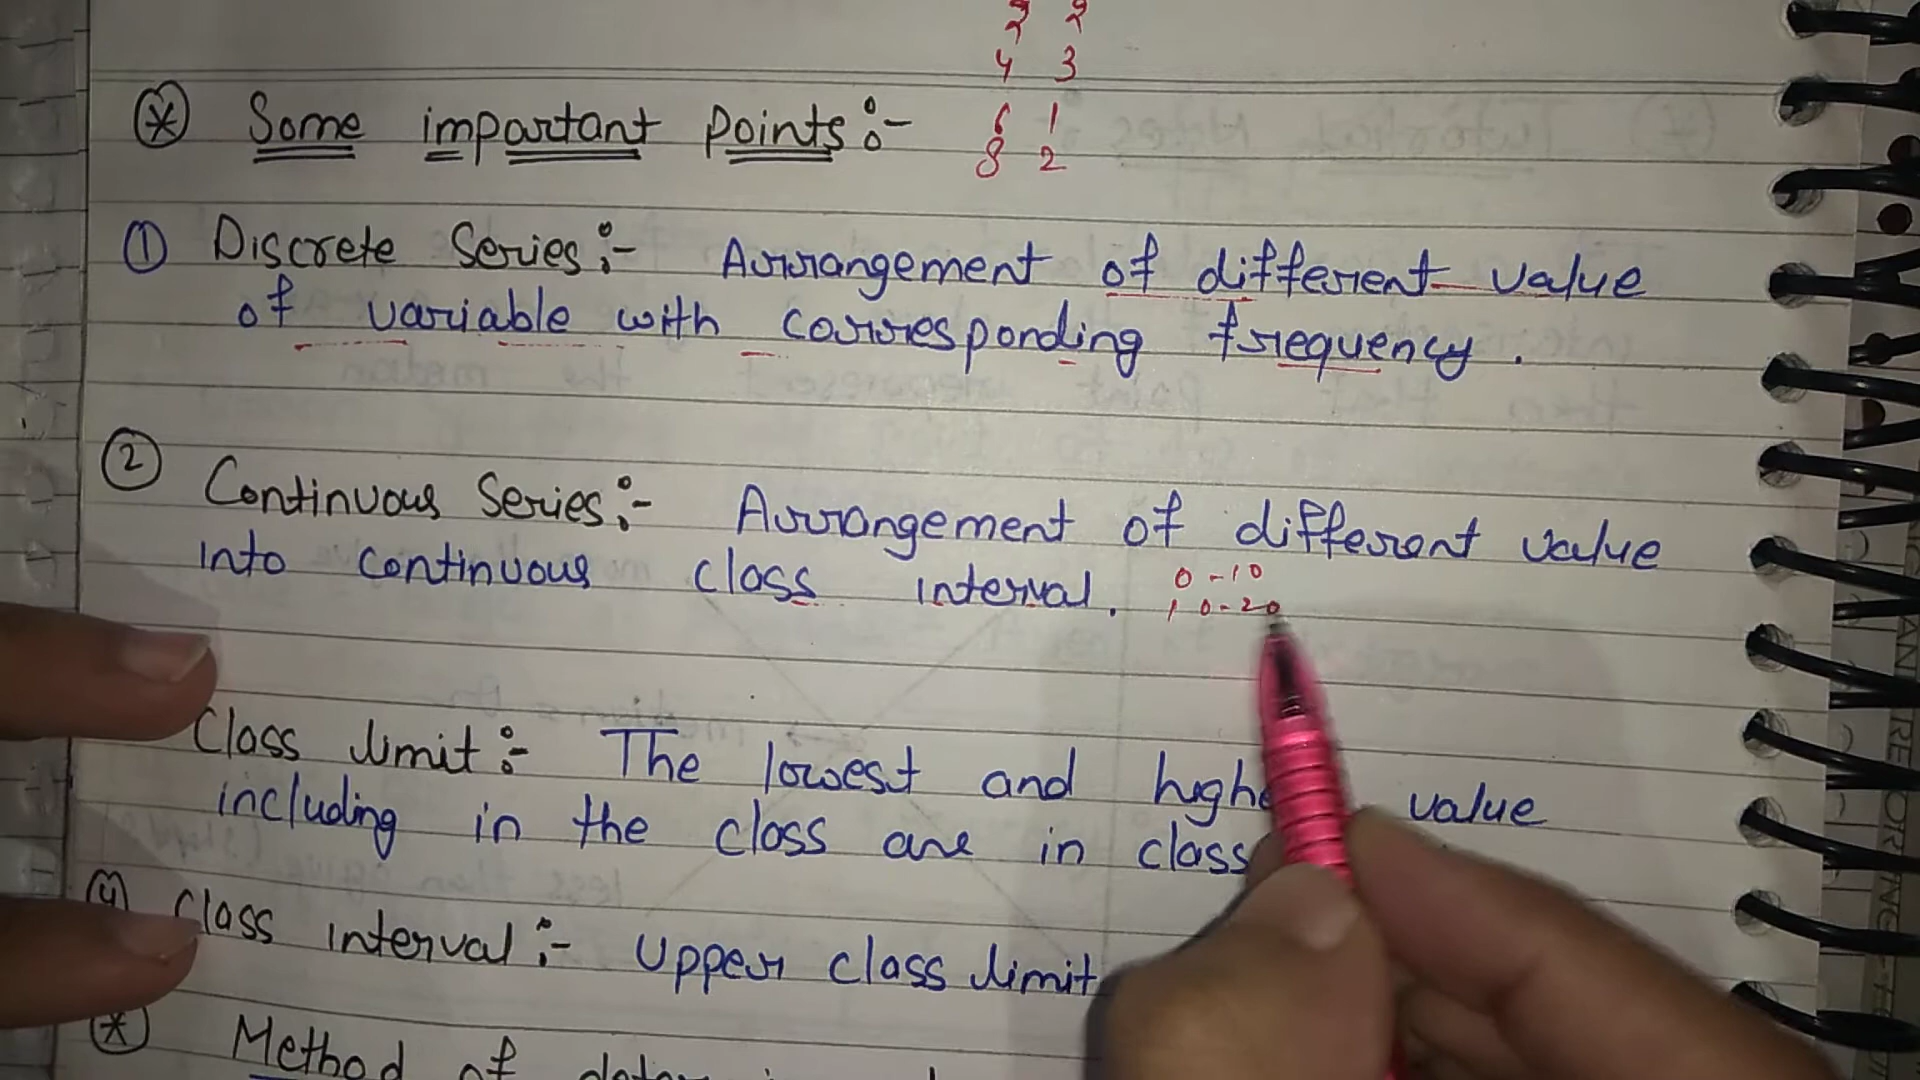 2 2
4 3
* Some important points:-
6 1
8 2
① Discrete Series:- Arrangement of different value
of variable with corresponding frequency.
② Continuous Series:- Arrangement of different value
into continuous class interval. 0-10
10-20
Class limit:- The lowest and value
including in the class are in class
④ Class interval:- Upper class limit
* Method of